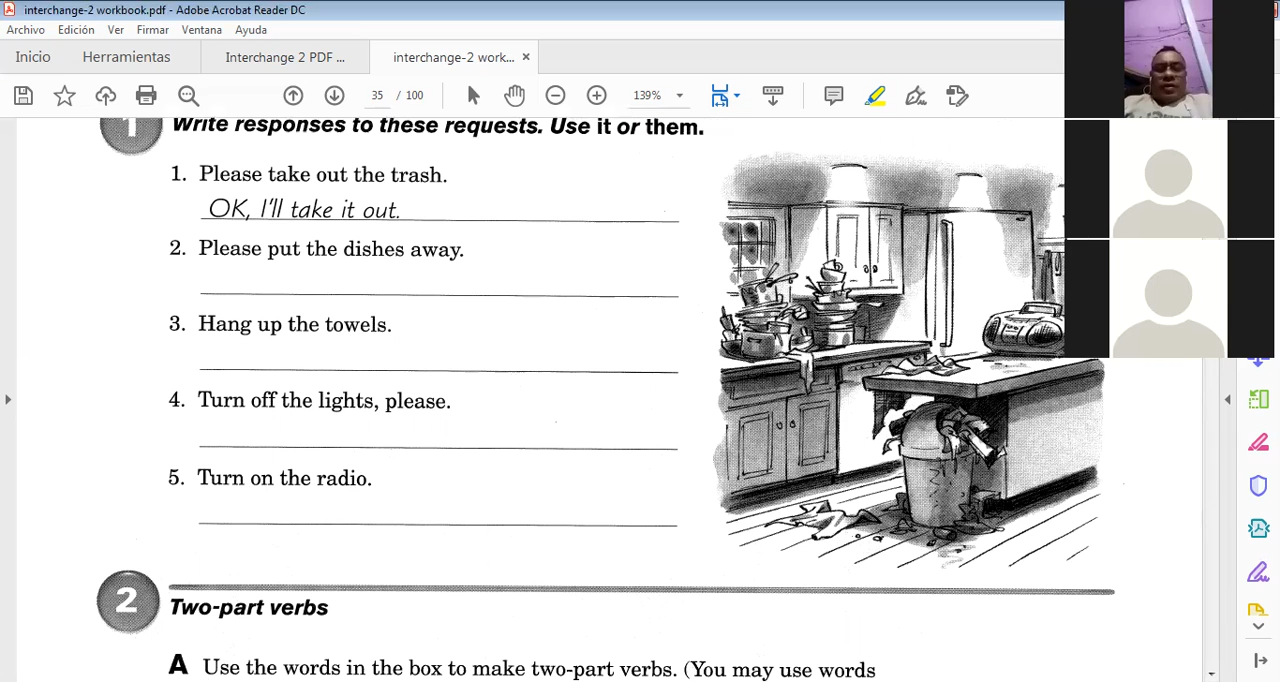 interchange-2 workbook.pdf - Adobe Acrobat Reader DC
Archivo Edición Ver Firmar Ventana Ayuda
Inicio Herramientas Interchange 2 PDF ... interchange-2 work... ×
35 / 100 139%
1 Write responses to these requests. Use it or them.
1. Please take out the trash.
OK, I'll take it out.
2. Please put the dishes away.
3. Hang up the towels.
4. Turn off the lights, please.
5. Turn on the radio.
2 Two-part verbs
A Use the words in the box to make two-part verbs. (You may use words